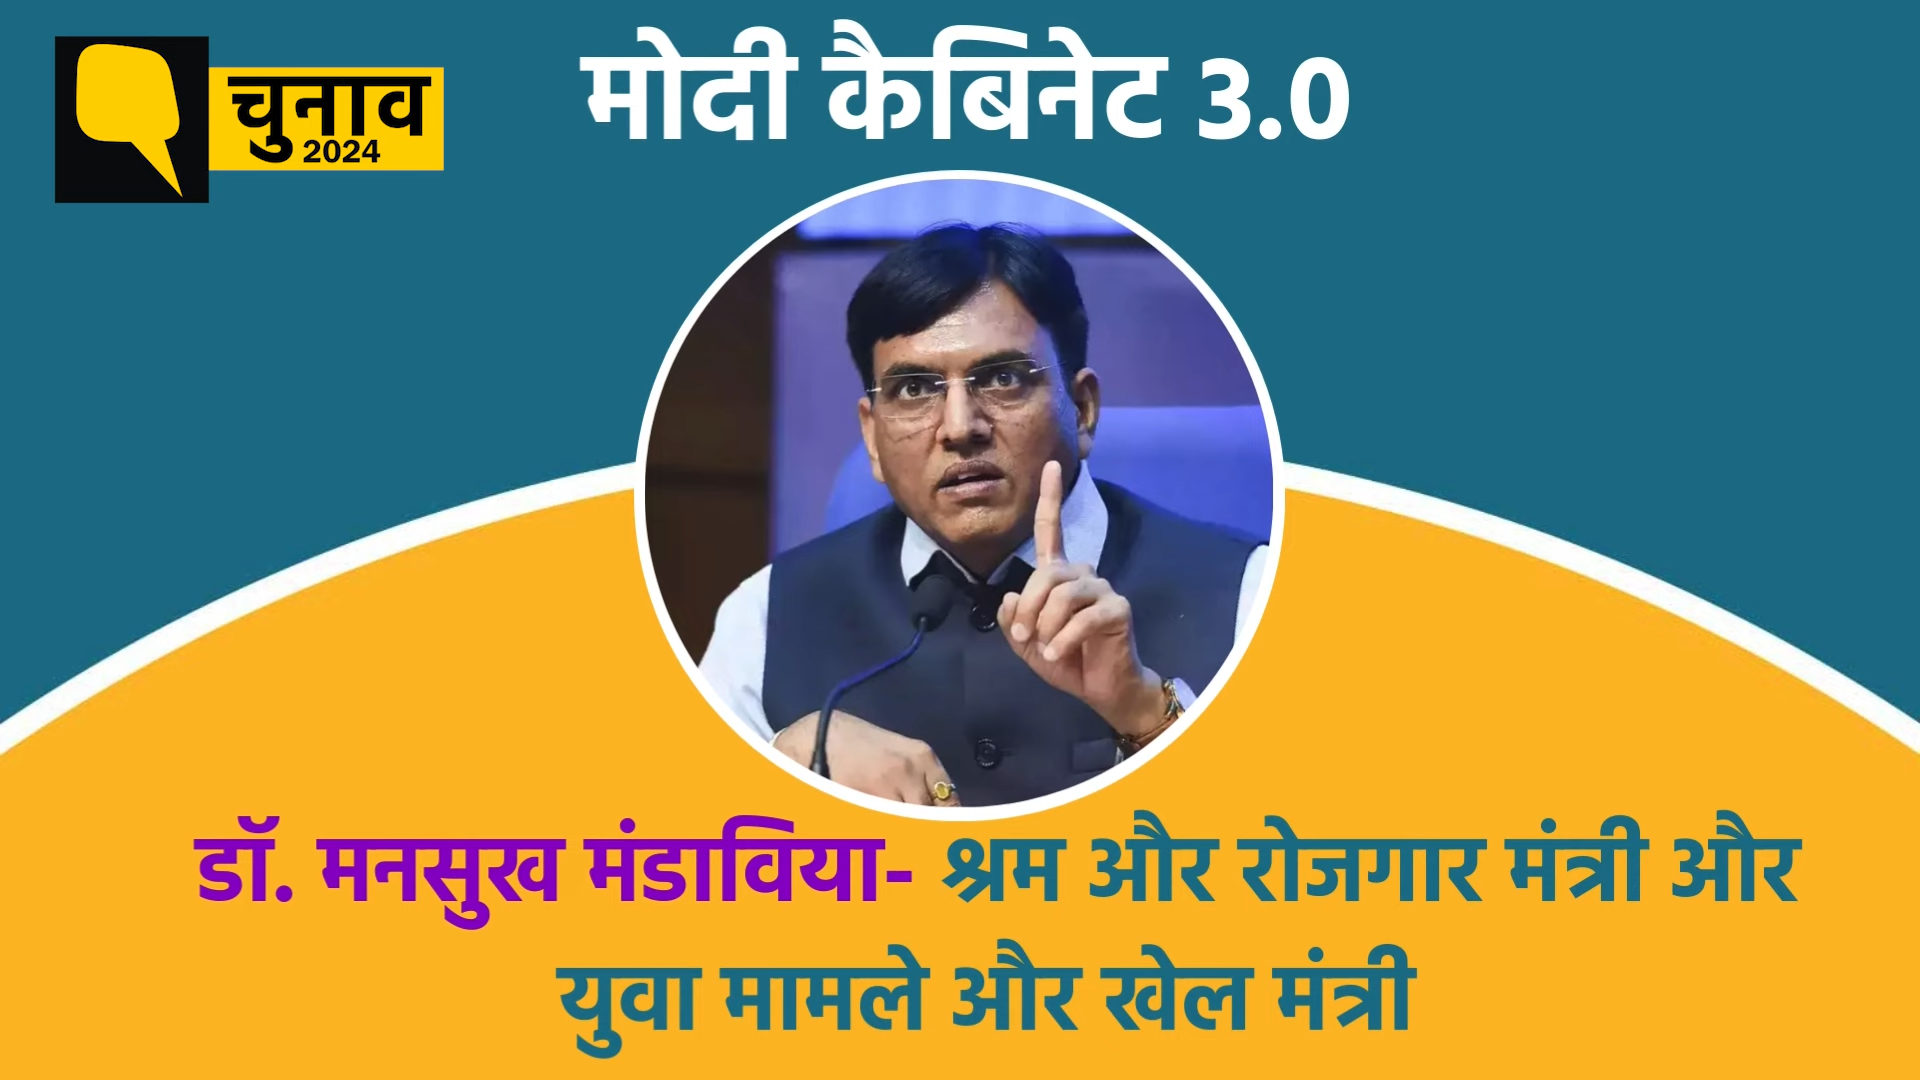 चुनाव
2024
मोदी कैबिनेट 3.0
डॉ. मनसुख मंडाविया- श्रम और रोजगार मंत्री और
युवा मामले और खेल मंत्री